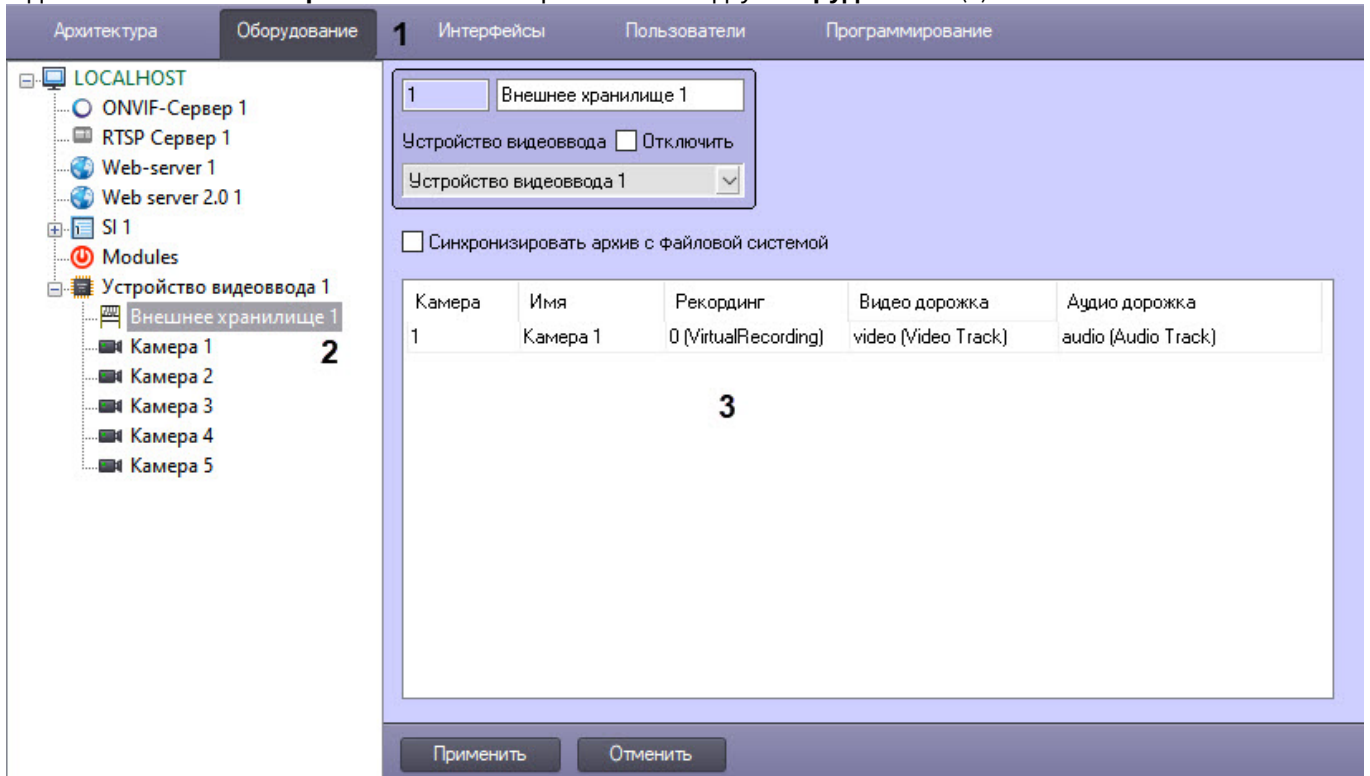 Архитектура Оборудование 1 Интерфейсы Пользователи Программирование
LOCALHOST
ONVIF-Сервер 1
RTSP Сервер 1
Web-server 1
Web server 2.0 1
SI 1
Modules
Устройство видеоввода 1
Внешнее хранилище 1
Камера 1
2
Камера 2
Камера 3
Камера 4
Камера 5
1 Внешнее хранилище 1
Устройство видеоввода Отключить
Устройство видеоввода 1
Синхронизировать архив с файловой системой
Камера Имя Рекординг Видео дорожка Аудио дорожка
1 Камера 1 0 (VirtualRecording) video (Video Track) audio (Audio Track)
3
Применить Отменить